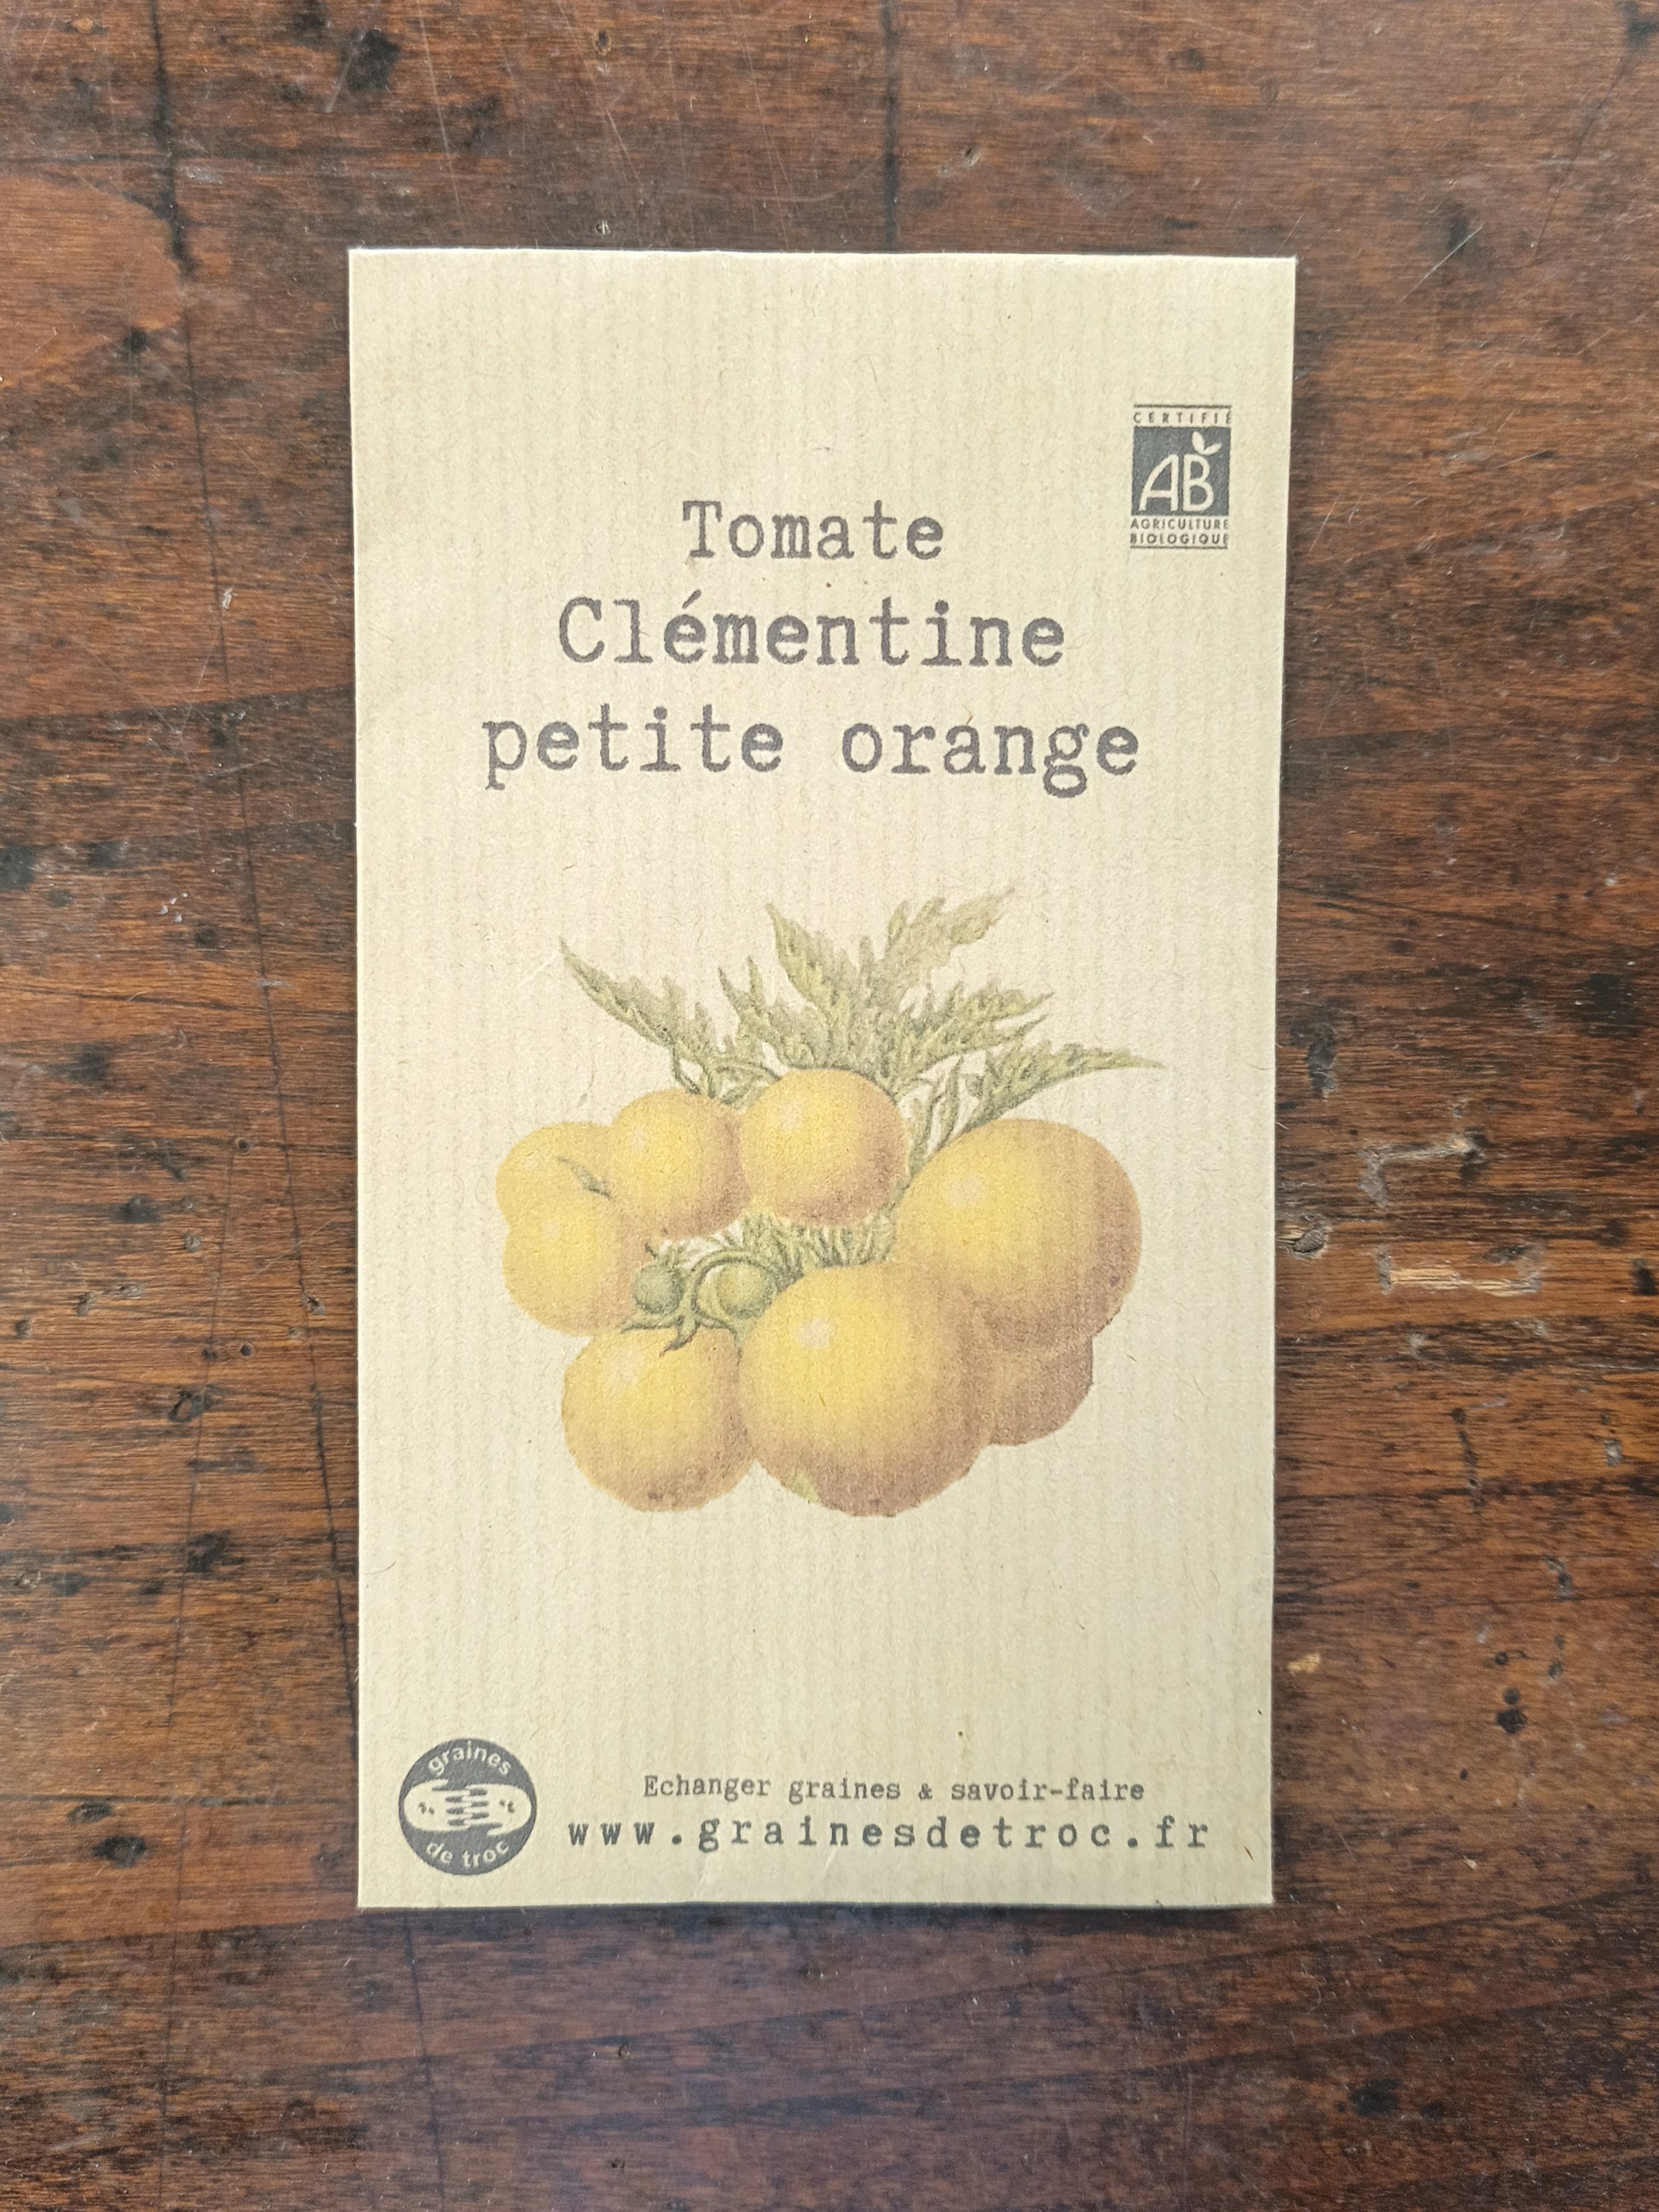 CERTIFIÉ
AB
AGRICULTURE
BIOLOGIQUE
Tomate
Clémentine
petite orange
graines
de troc
Echanger graines & savoir-faire
www.grainesdetroc.fr